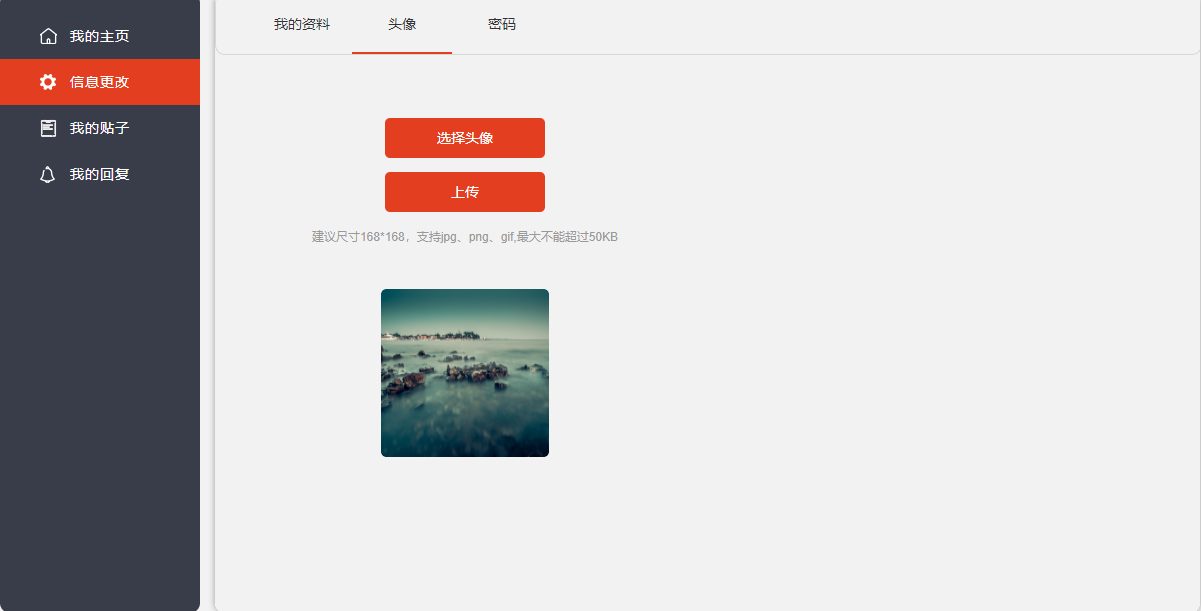 我的主页
信息更改
我的贴子
我的回复
我的资料 头像 密码
选择头像
上传
建议尺寸168*168，支持jpg、png、gif,最大不能超过50KB